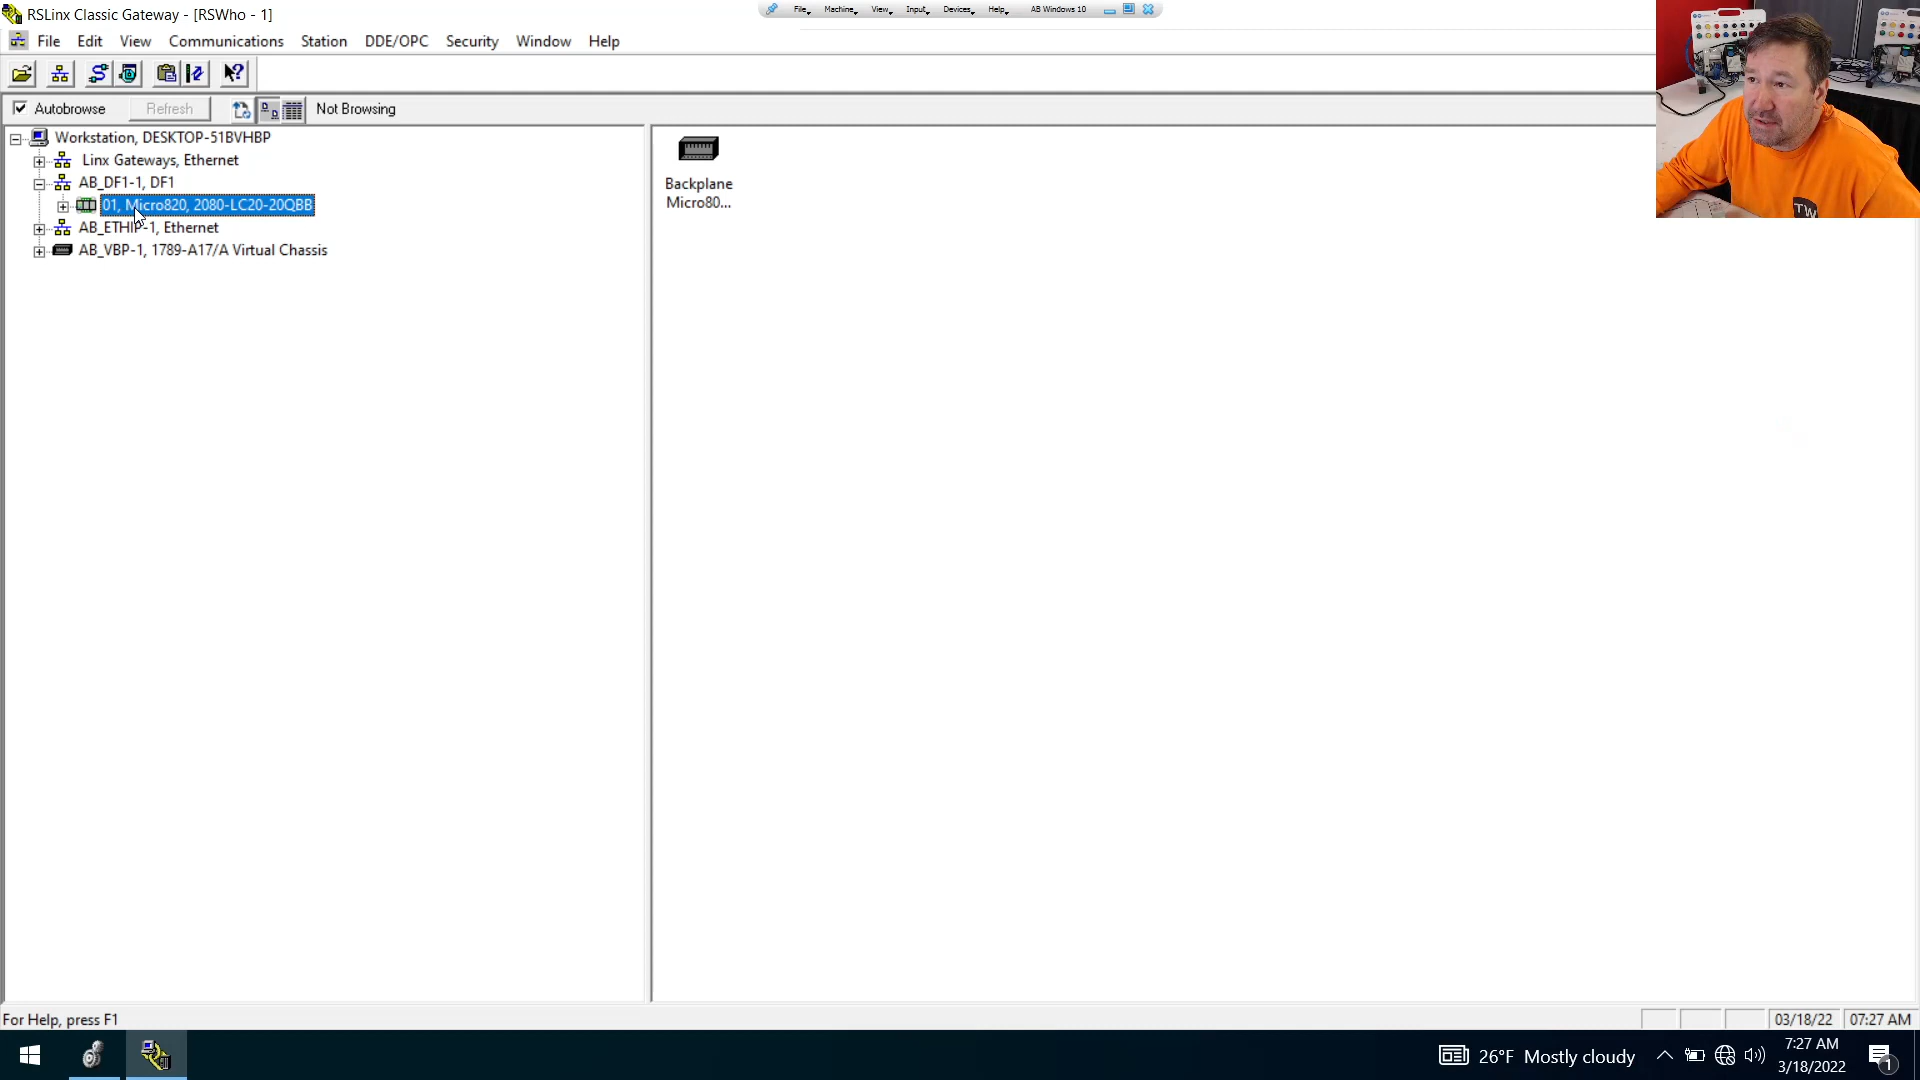 RSLinx Classic Gateway - [RSWho - 1]
File Machine View Input Devices Help AB Windows 10
File Edit View Communications Station DDE/OPC Security Window Help
Autobrowse Refresh Not Browsing
Workstation, DESKTOP-51BVHBP
Linx Gateways, Ethernet
AB_DF1-1, DF1
01, Micro820, 2080-LC20-20QBB
AB_ETHIP-1, Ethernet
AB_VBP-1, 1789-A17/A Virtual Chassis
Backplane
Micro80...
TW
For Help, press F1
03/18/22 07:27 AM
26°F Mostly cloudy
7:27 AM
3/18/2022
1